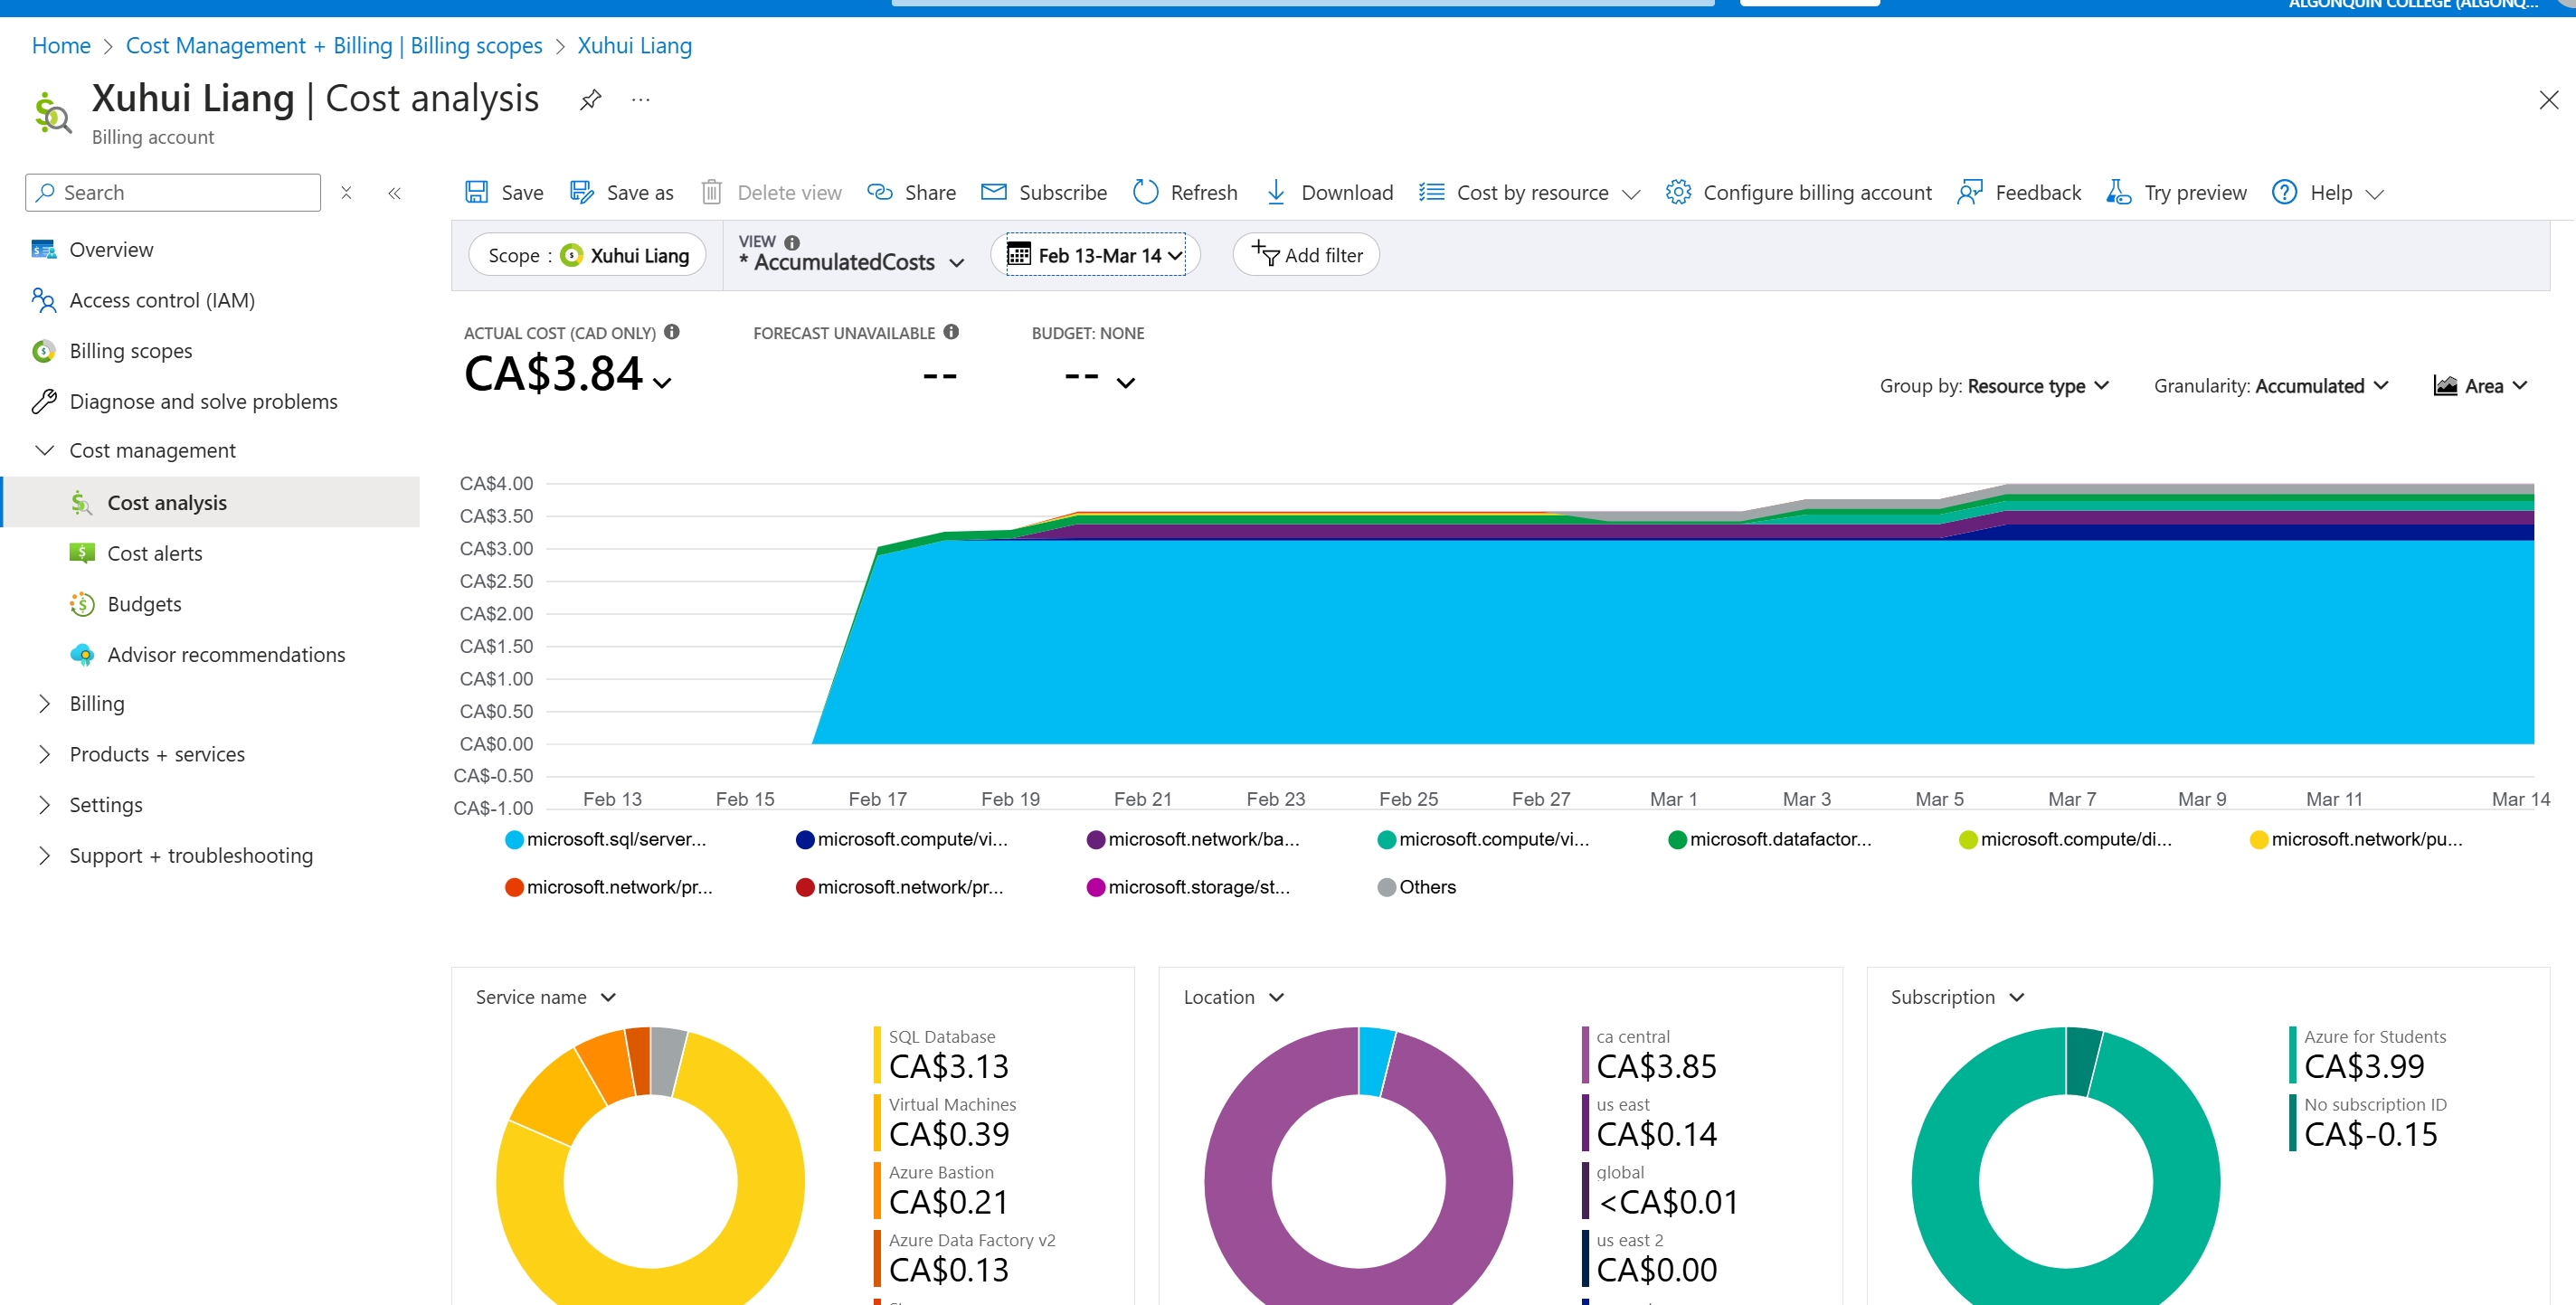 ALGONQUIN COLLEGE (ALGONQ...
Home > Cost Management + Billing | Billing scopes > Xuhui Liang
Xuhui Liang | Cost analysis
...
Billing account
Search
Save
Save as
Delete view
Share
Subscribe
Refresh
Download
Cost by resource
Configure billing account
Feedback
Try preview
Help
Overview
Access control (IAM)
Billing scopes
Diagnose and solve problems
Cost management
Cost analysis
Cost alerts
Budgets
Advisor recommendations
Billing
Products + services
Settings
Support + troubleshooting
Scope : Xuhui Liang
VIEW
* AccumulatedCosts
Feb 13-Mar 14
Add filter
ACTUAL COST (CAD ONLY)
CA$3.84
FORECAST UNAVAILABLE
--
BUDGET: NONE
--
Group by: Resource type
Granularity: Accumulated
Area
CA$4.00
CA$3.50
CA$3.00
CA$2.50
CA$2.00
CA$1.50
CA$1.00
CA$0.50
CA$0.00
CA$-0.50
CA$-1.00
Feb 13
Feb 15
Feb 17
Feb 19
Feb 21
Feb 23
Feb 25
Feb 27
Mar 1
Mar 3
Mar 5
Mar 7
Mar 9
Mar 11
Mar 14
microsoft.sql/server...
microsoft.compute/vi...
microsoft.network/ba...
microsoft.compute/vi...
microsoft.datafactor...
microsoft.compute/di...
microsoft.network/pu...
microsoft.network/pr...
microsoft.network/pr...
microsoft.storage/st...
Others
Service name
SQL Database
CA$3.13
Virtual Machines
CA$0.39
Azure Bastion
CA$0.21
Azure Data Factory v2
CA$0.13
Location
ca central
CA$3.85
us east
CA$0.14
global
<CA$0.01
us east 2
CA$0.00
Subscription
Azure for Students
CA$3.99
No subscription ID
CA$-0.15